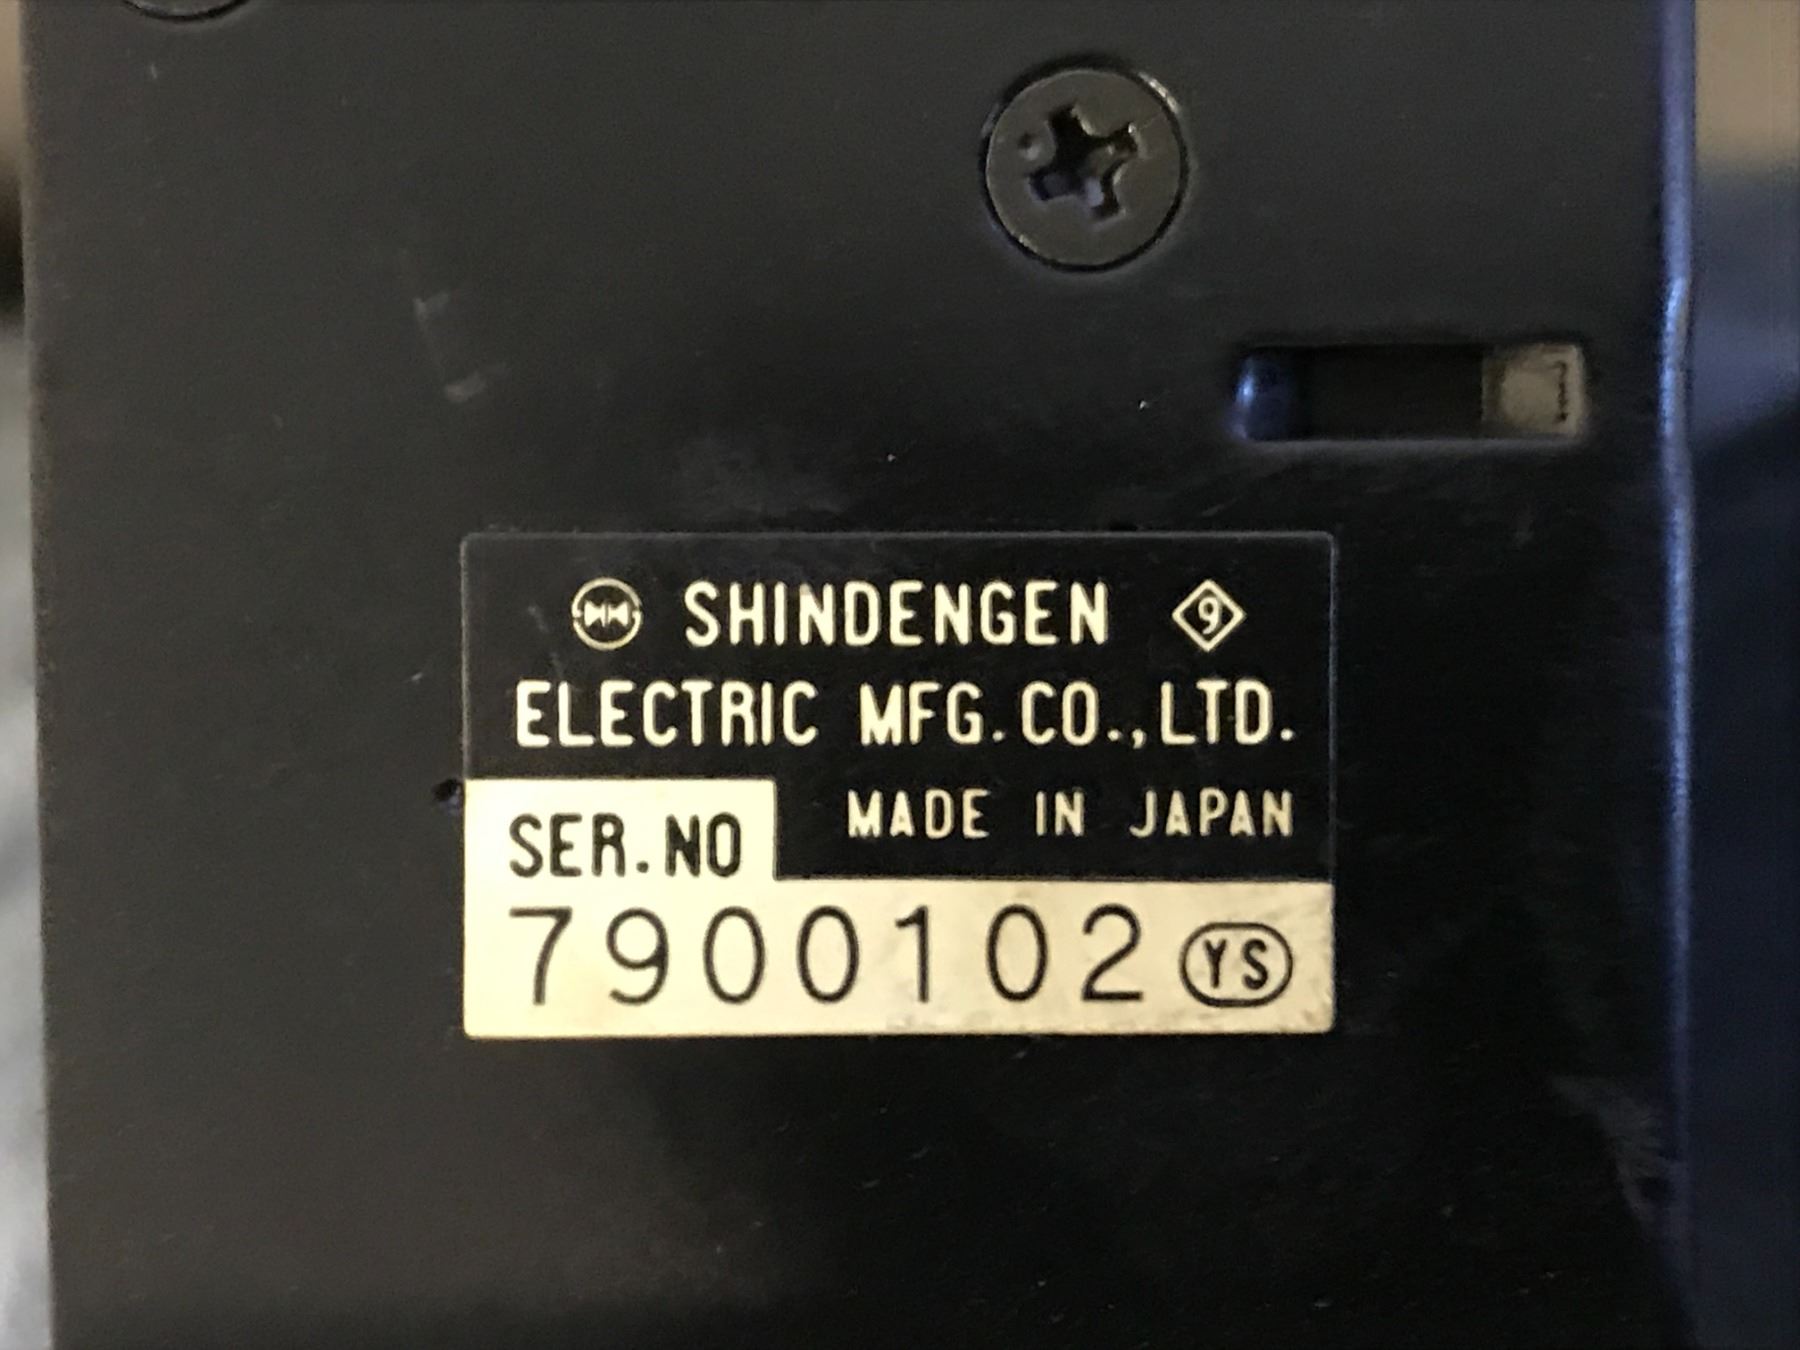 SHINDENGEN 9
ELECTRIC MFG.CO.,LTD.
MADE IN JAPAN
SER.NO
7900102 YS